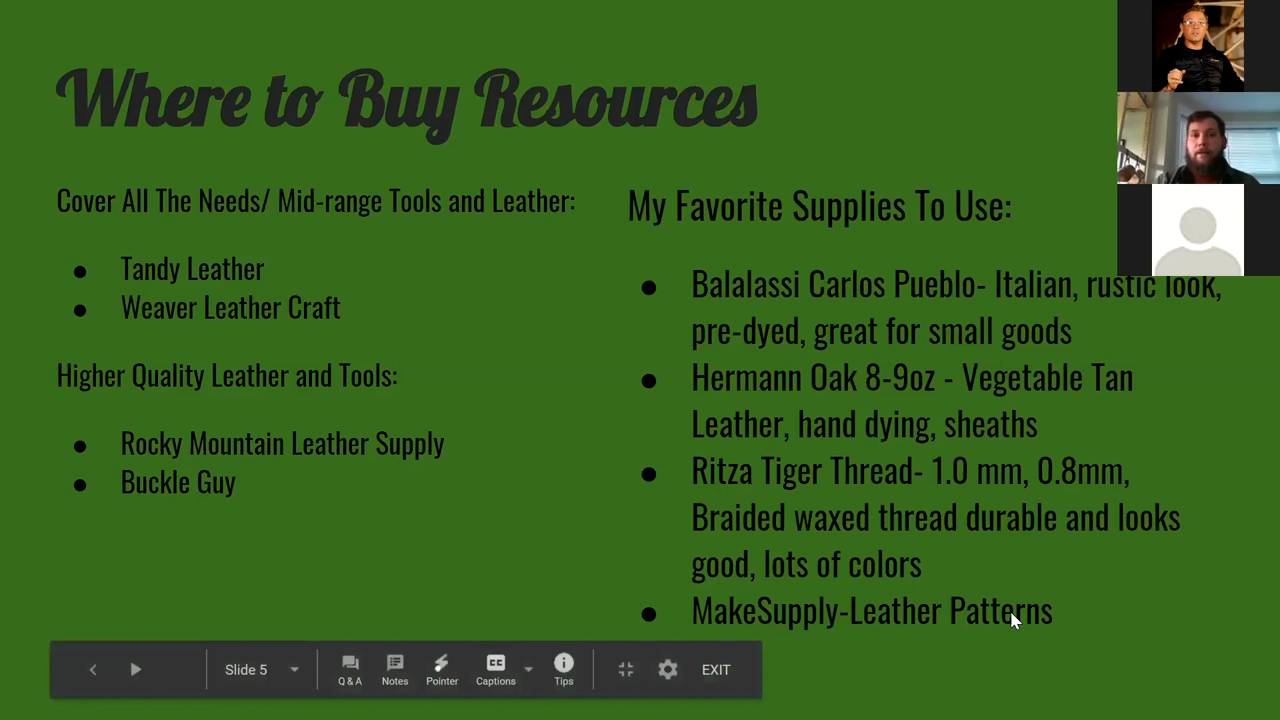 Where to Buy Resources
Cover All The Needs/ Mid-range Tools and Leather:
● Tandy Leather
● Weaver Leather Craft
Higher Quality Leather and Tools:
● Rocky Mountain Leather Supply
● Buckle Guy
My Favorite Supplies To Use:
● Balalassi Carlos Pueblo- Italian, rustic look,
pre-dyed, great for small goods
● Hermann Oak 8-9oz - Vegetable Tan
Leather, hand dying, sheaths
● Ritza Tiger Thread- 1.0 mm, 0.8mm,
Braided waxed thread durable and looks
good, lots of colors
● MakeSupply-Leather Patterns
Slide 5
Q & A
Notes
Pointer
CC
Captions
Tips
EXIT